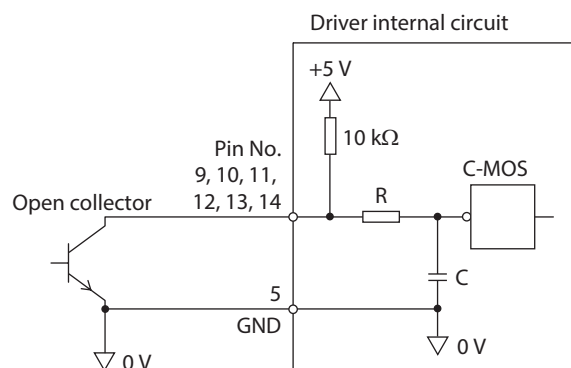 Driver internal circuit
+5 V
10 kΩ
Pin No.
9, 10, 11,
12, 13, 14
Open collector
R
C-MOS
C
5
GND
0 V
0 V